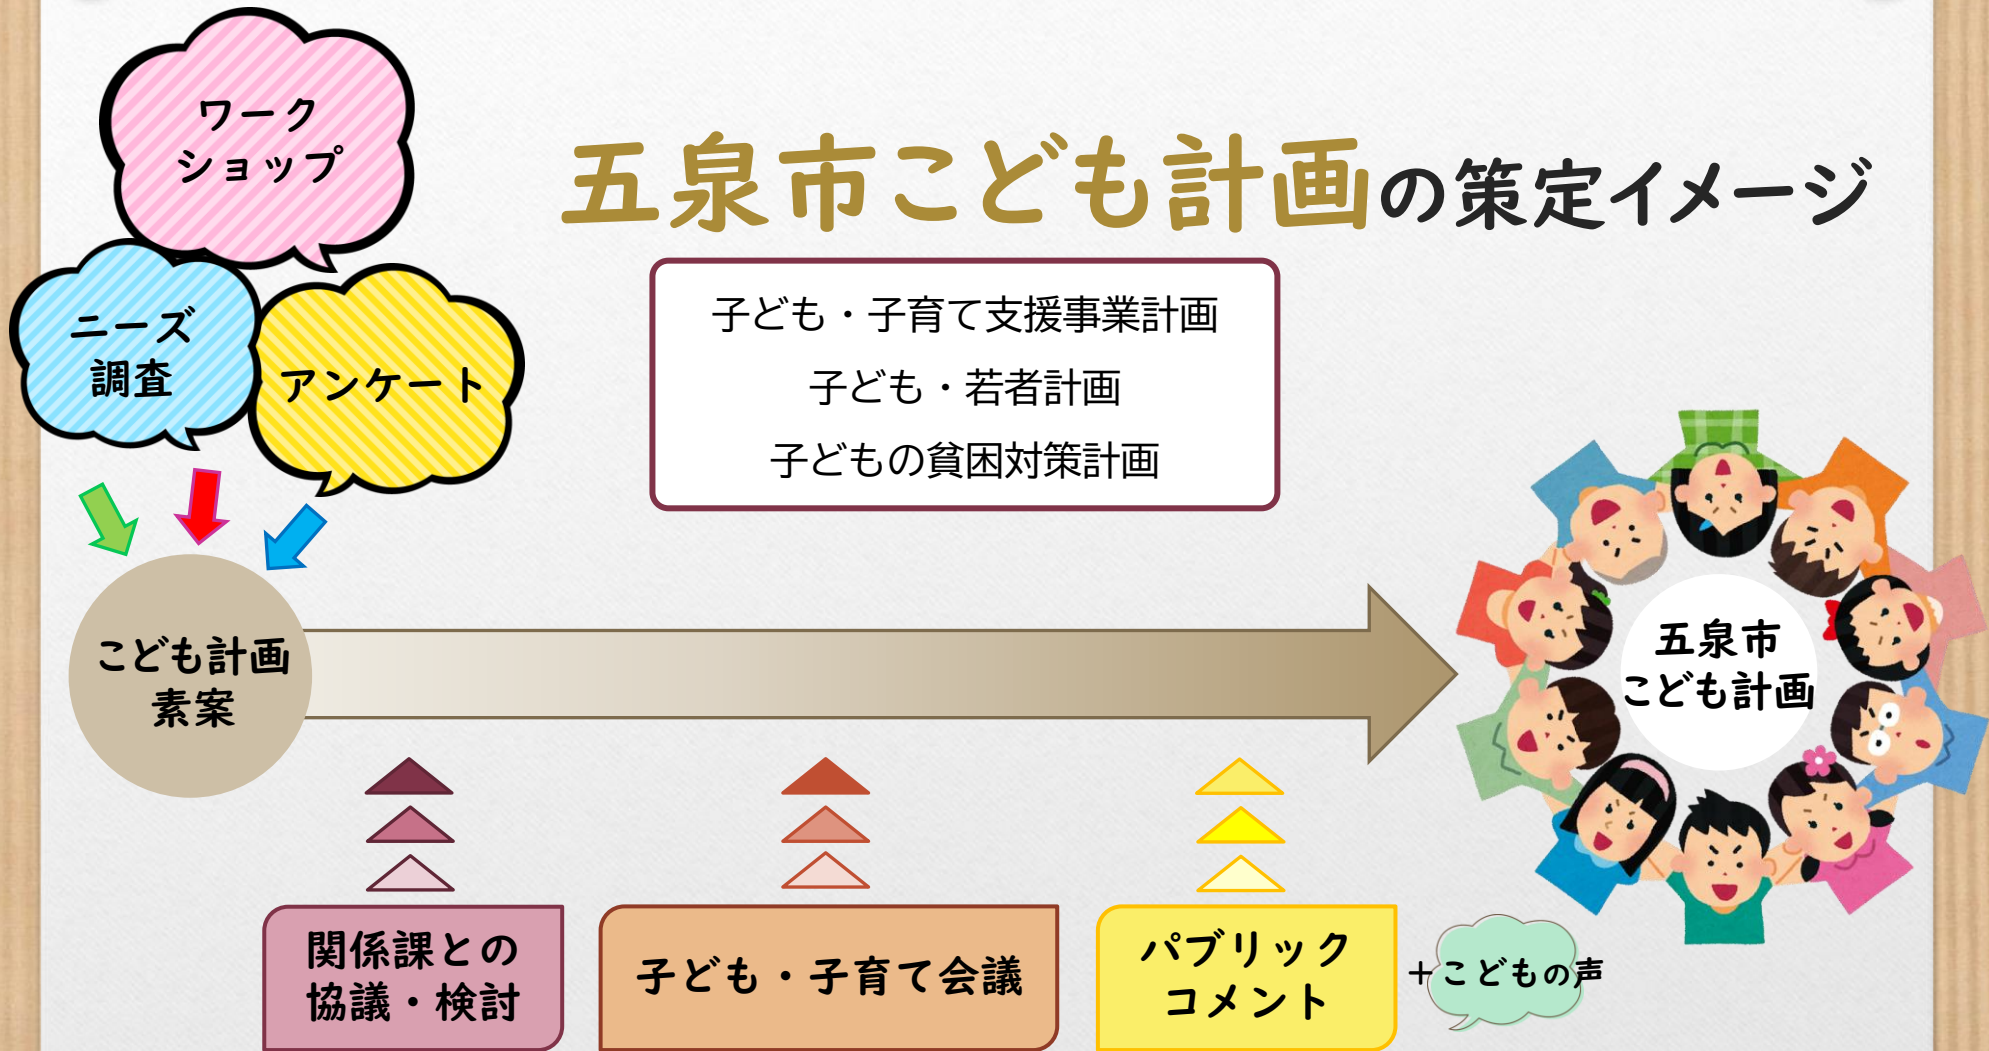 ワーク
ショップ
ニーズ
調査
アンケート
五泉市こども計画の策定イメージ
子ども・子育て支援事業計画
子ども・若者計画
子どもの貧困対策計画
こども計画
素案
五泉市
こども計画
関係課との
協議・検討
子ども・子育て会議
パブリック
コメント
+こどもの声